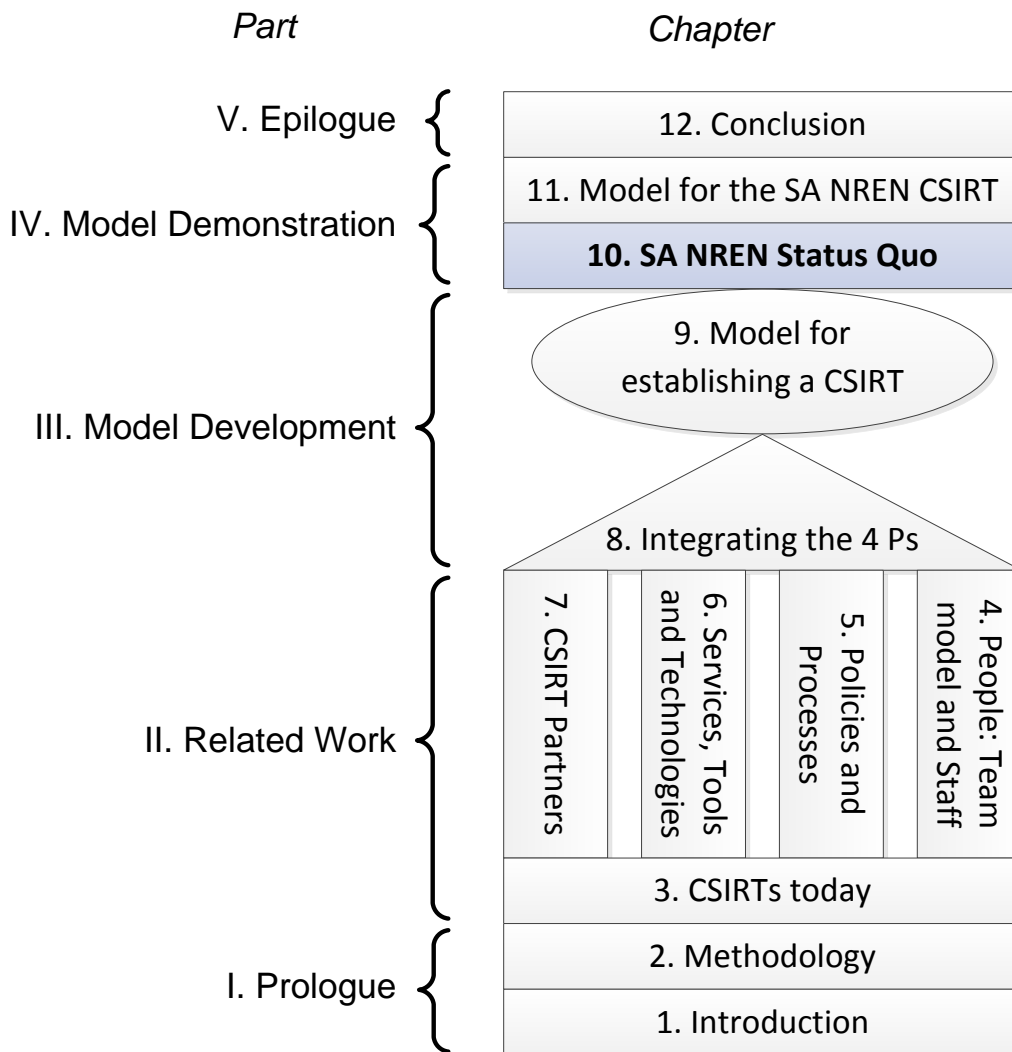 Part
Chapter
V. Epilogue
12. Conclusion
IV. Model Demonstration
11. Model for the SA NREN CSIRT
10. SA NREN Status Quo
III. Model Development
9. Model for
establishing a CSIRT
8. Integrating the 4 Ps
II. Related Work
7. CSIRT Partners
6. Services, Tools
and Technologies
5. Policies and
Processes
4. People: Team
model and Staff
3. CSIRTs today
I. Prologue
2. Methodology
1. Introduction